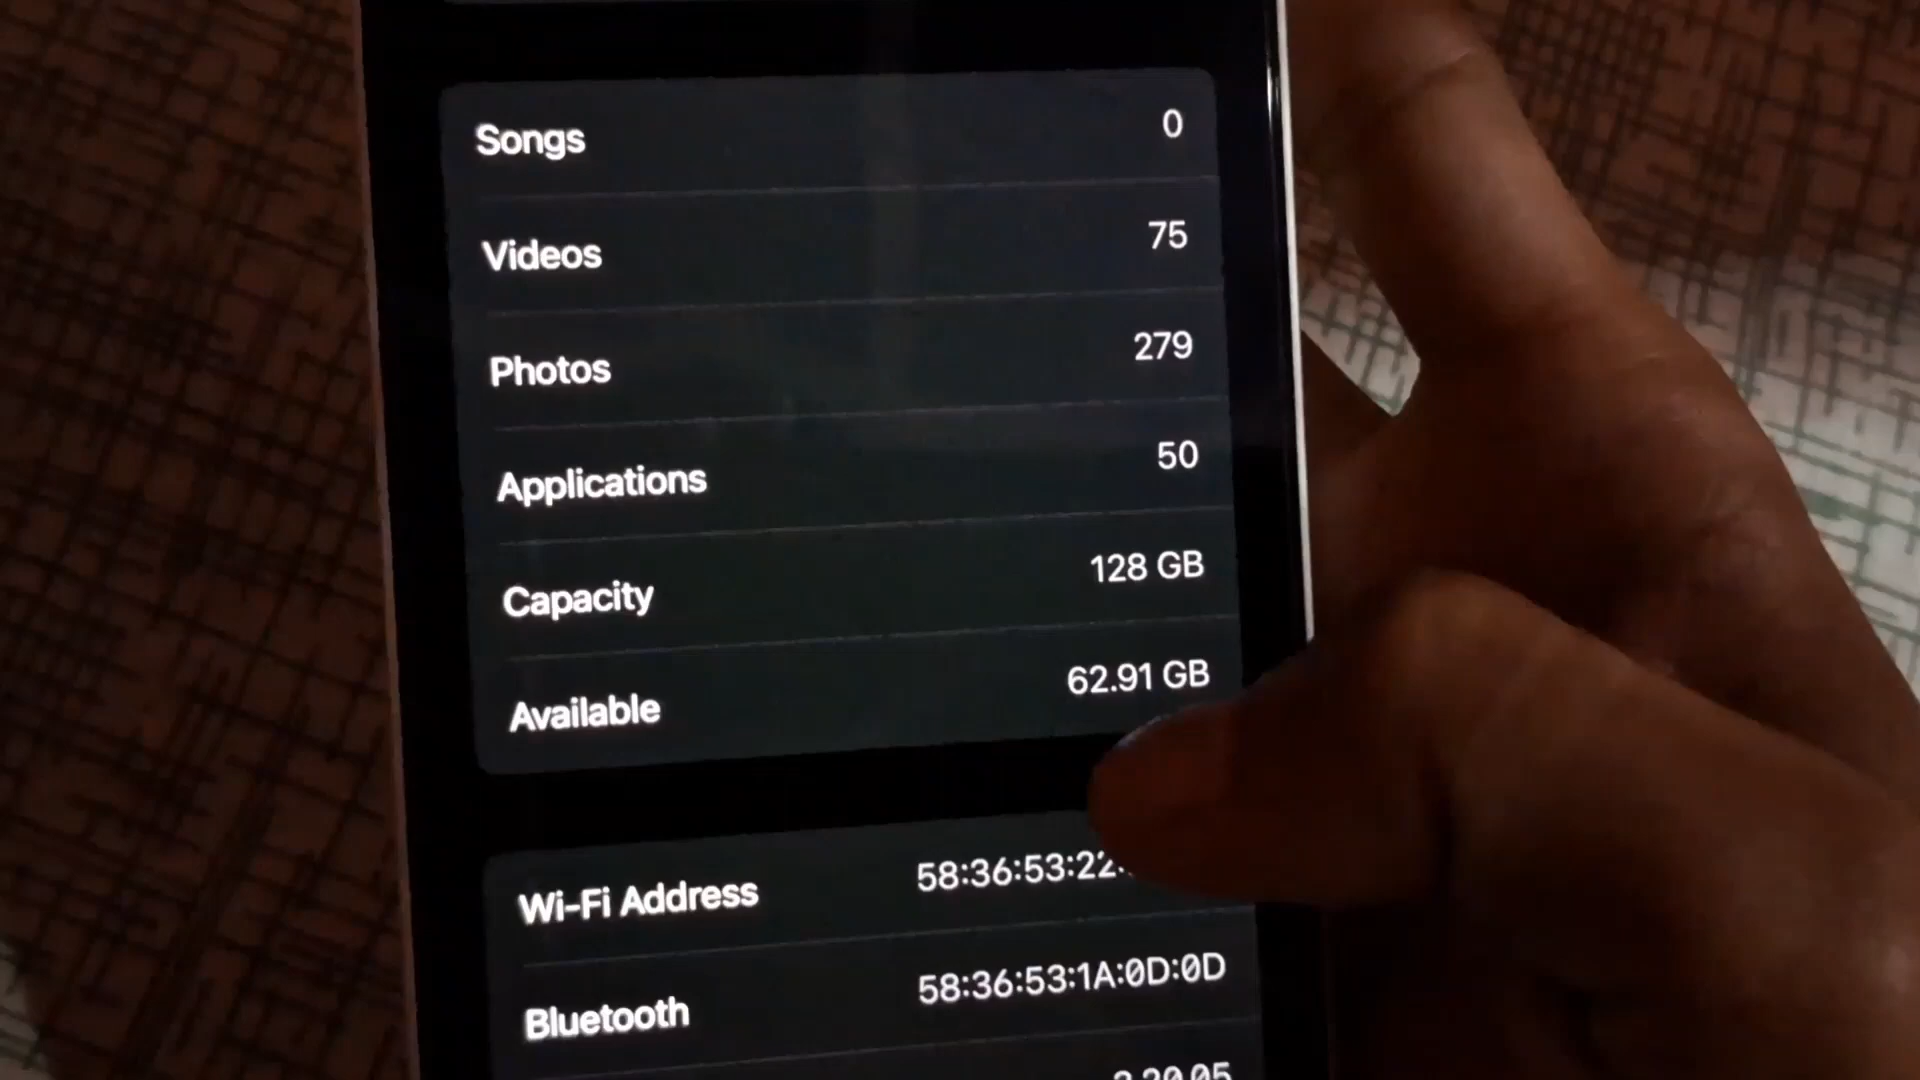 Songs 0
Videos 75
Photos 279
Applications 50
Capacity 128 GB
Available 62.91 GB
Wi-Fi Address 58:36:53:22:
Bluetooth 58:36:53:1A:0D:0D